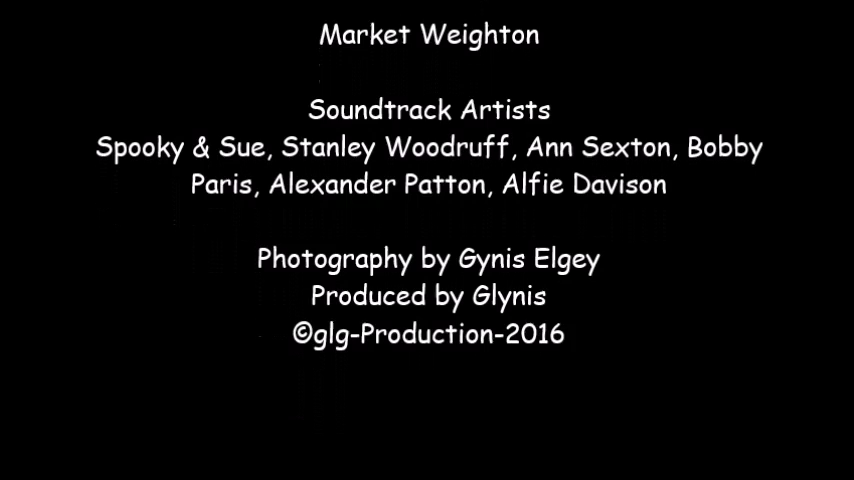 Market Weighton
Soundtrack Artists
Spooky & Sue, Stanley Woodruff, Ann Sexton, Bobby
Paris, Alexander Patton, Alfie Davison
Photography by Gynis Elgey
Produced by Glynis
©glg-Production-2016